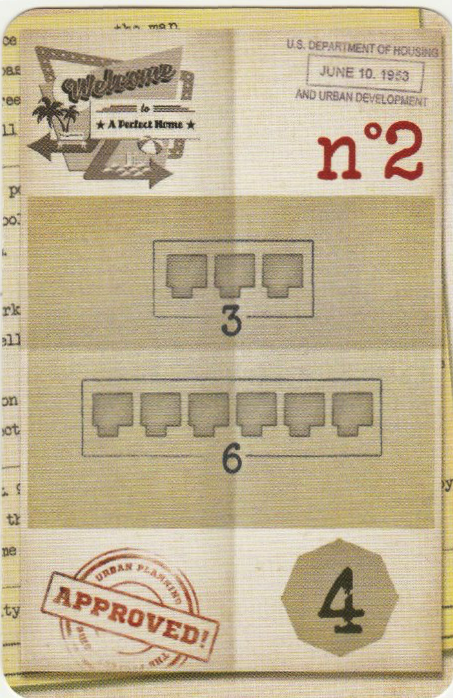 the man
Welcome
to
★ A Perfect Home ★
U.S. DEPARTMENT OF HOUSING
JUNE 10. 1953
AND URBAN DEVELOPMENT
n°2
3
6
URBAN PLANNING
APPROVED!
4